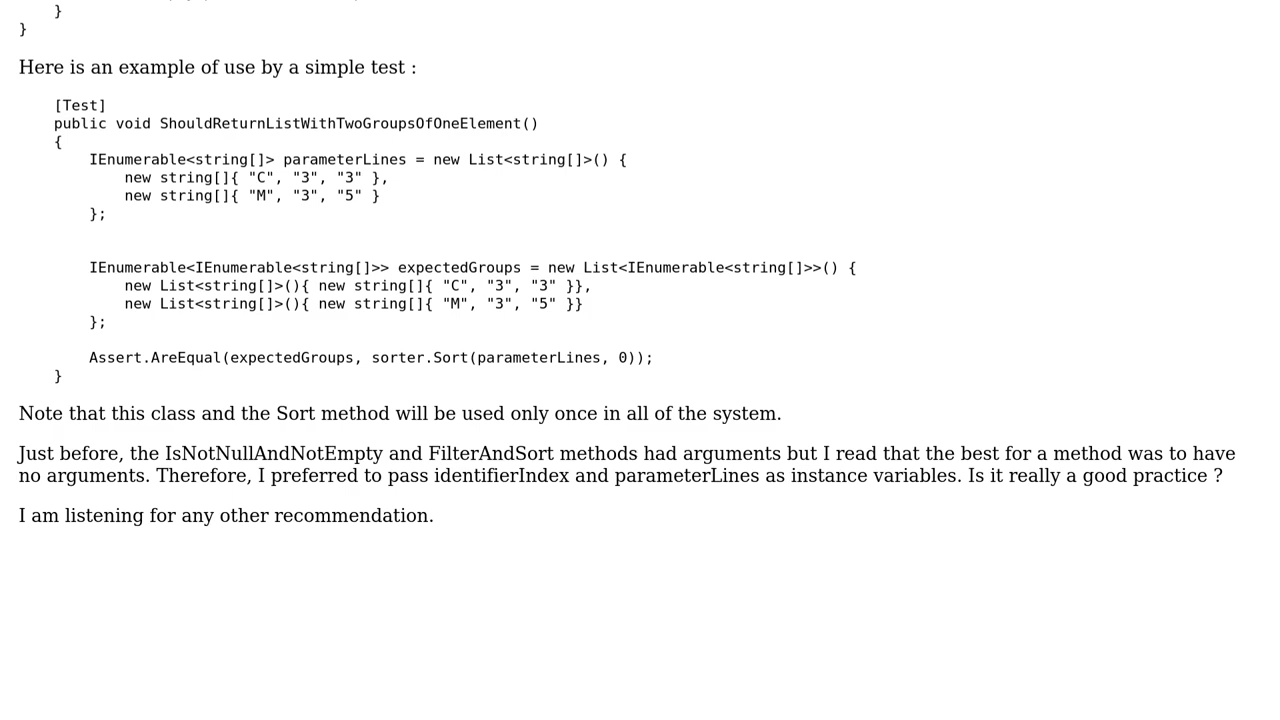 }
}
Here is an example of use by a simple test :
    [Test]
    public void ShouldReturnListWithTwoGroupsOfOneElement()
    {
        IEnumerable<string[]> parameterLines = new List<string[]>() {
            new string[]{ "C", "3", "3" },
            new string[]{ "M", "3", "5" }
        };
        IEnumerable<IEnumerable<string[]>> expectedGroups = new List<IEnumerable<string[]>>() {
            new List<string[]>(){ new string[]{ "C", "3", "3" }},
            new List<string[]>(){ new string[]{ "M", "3", "5" }}
        };
        Assert.AreEqual(expectedGroups, sorter.Sort(parameterLines, 0));
    }
Note that this class and the Sort method will be used only once in all of the system.
Just before, the IsNotNullAndNotEmpty and FilterAndSort methods had arguments but I read that the best for a method was to have
no arguments. Therefore, I preferred to pass identifierIndex and parameterLines as instance variables. Is it really a good practice ?
I am listening for any other recommendation.